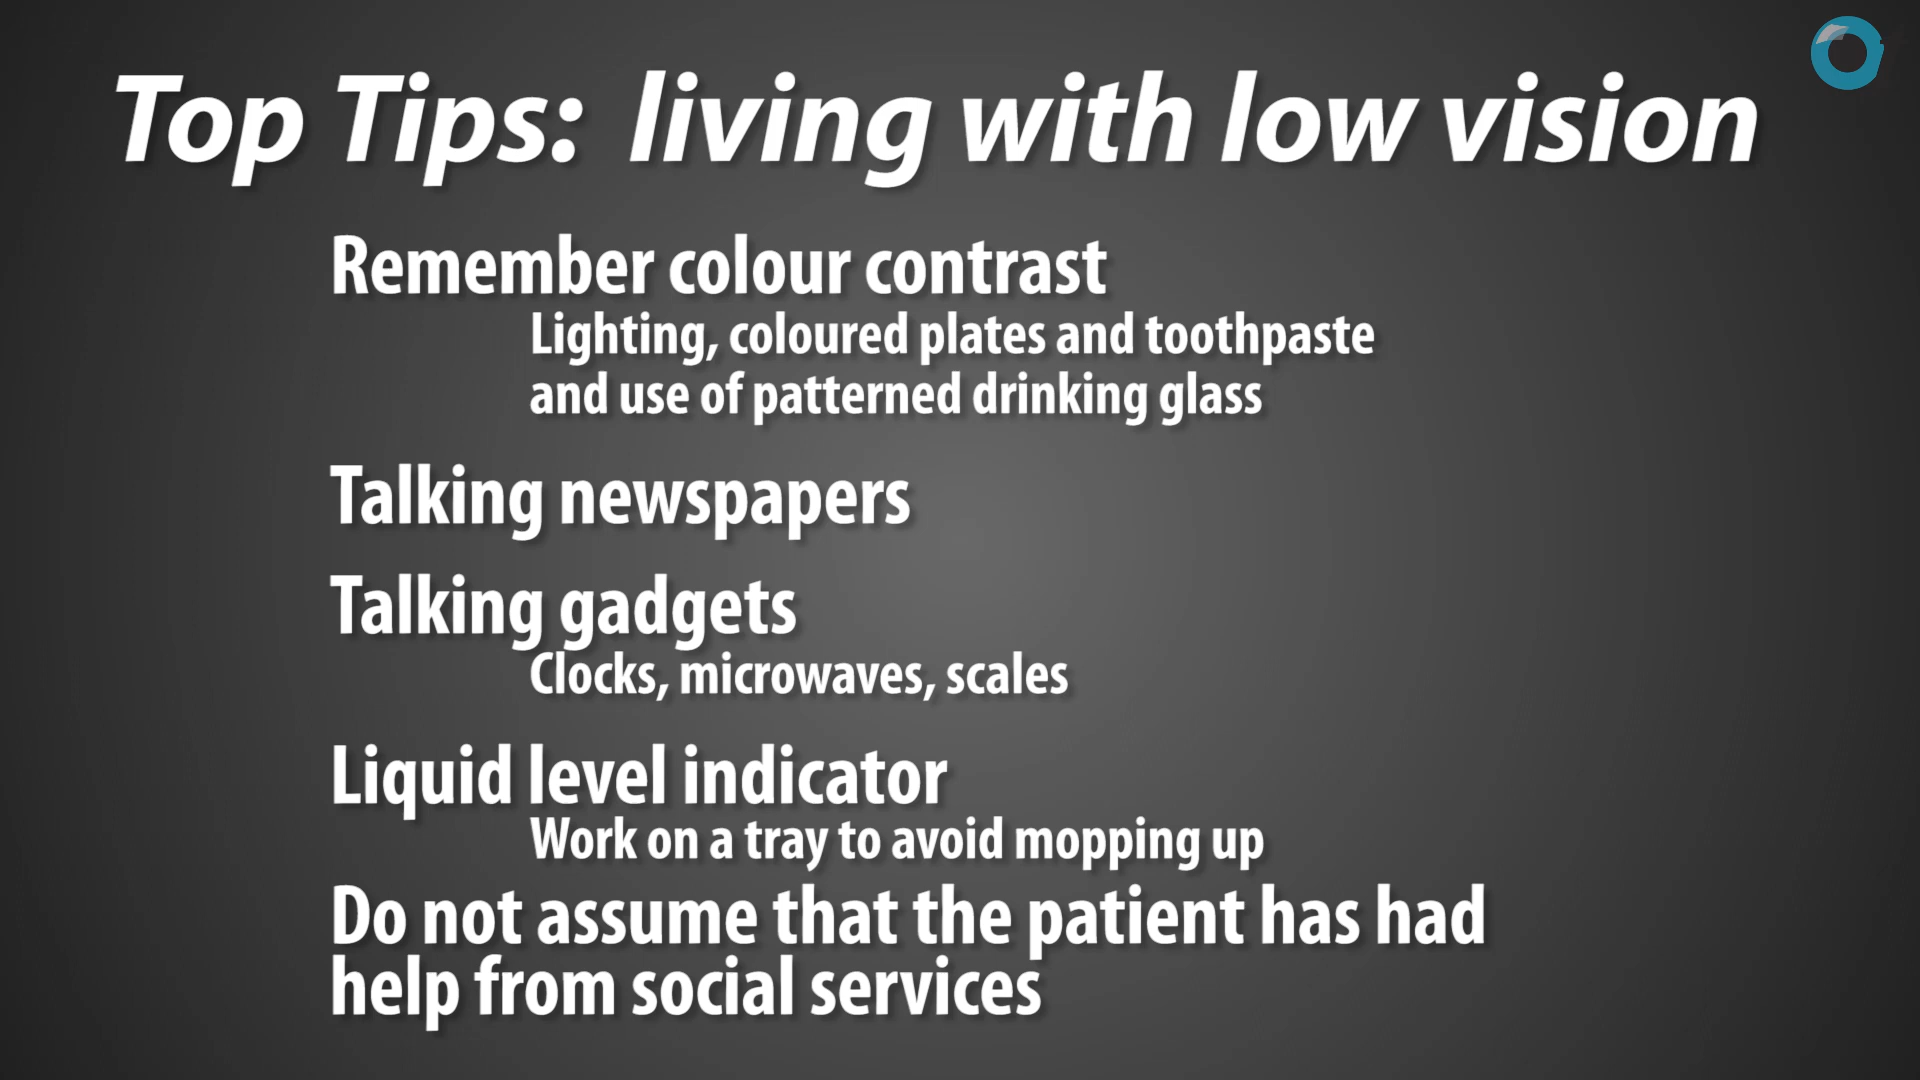 Top Tips: living with low vision
Remember colour contrast
Lighting, coloured plates and toothpaste
and use of patterned drinking glass
Talking newspapers
Talking gadgets
Clocks, microwaves, scales
Liquid level indicator
Work on a tray to avoid mopping up
Do not assume that the patient has had
help from social services